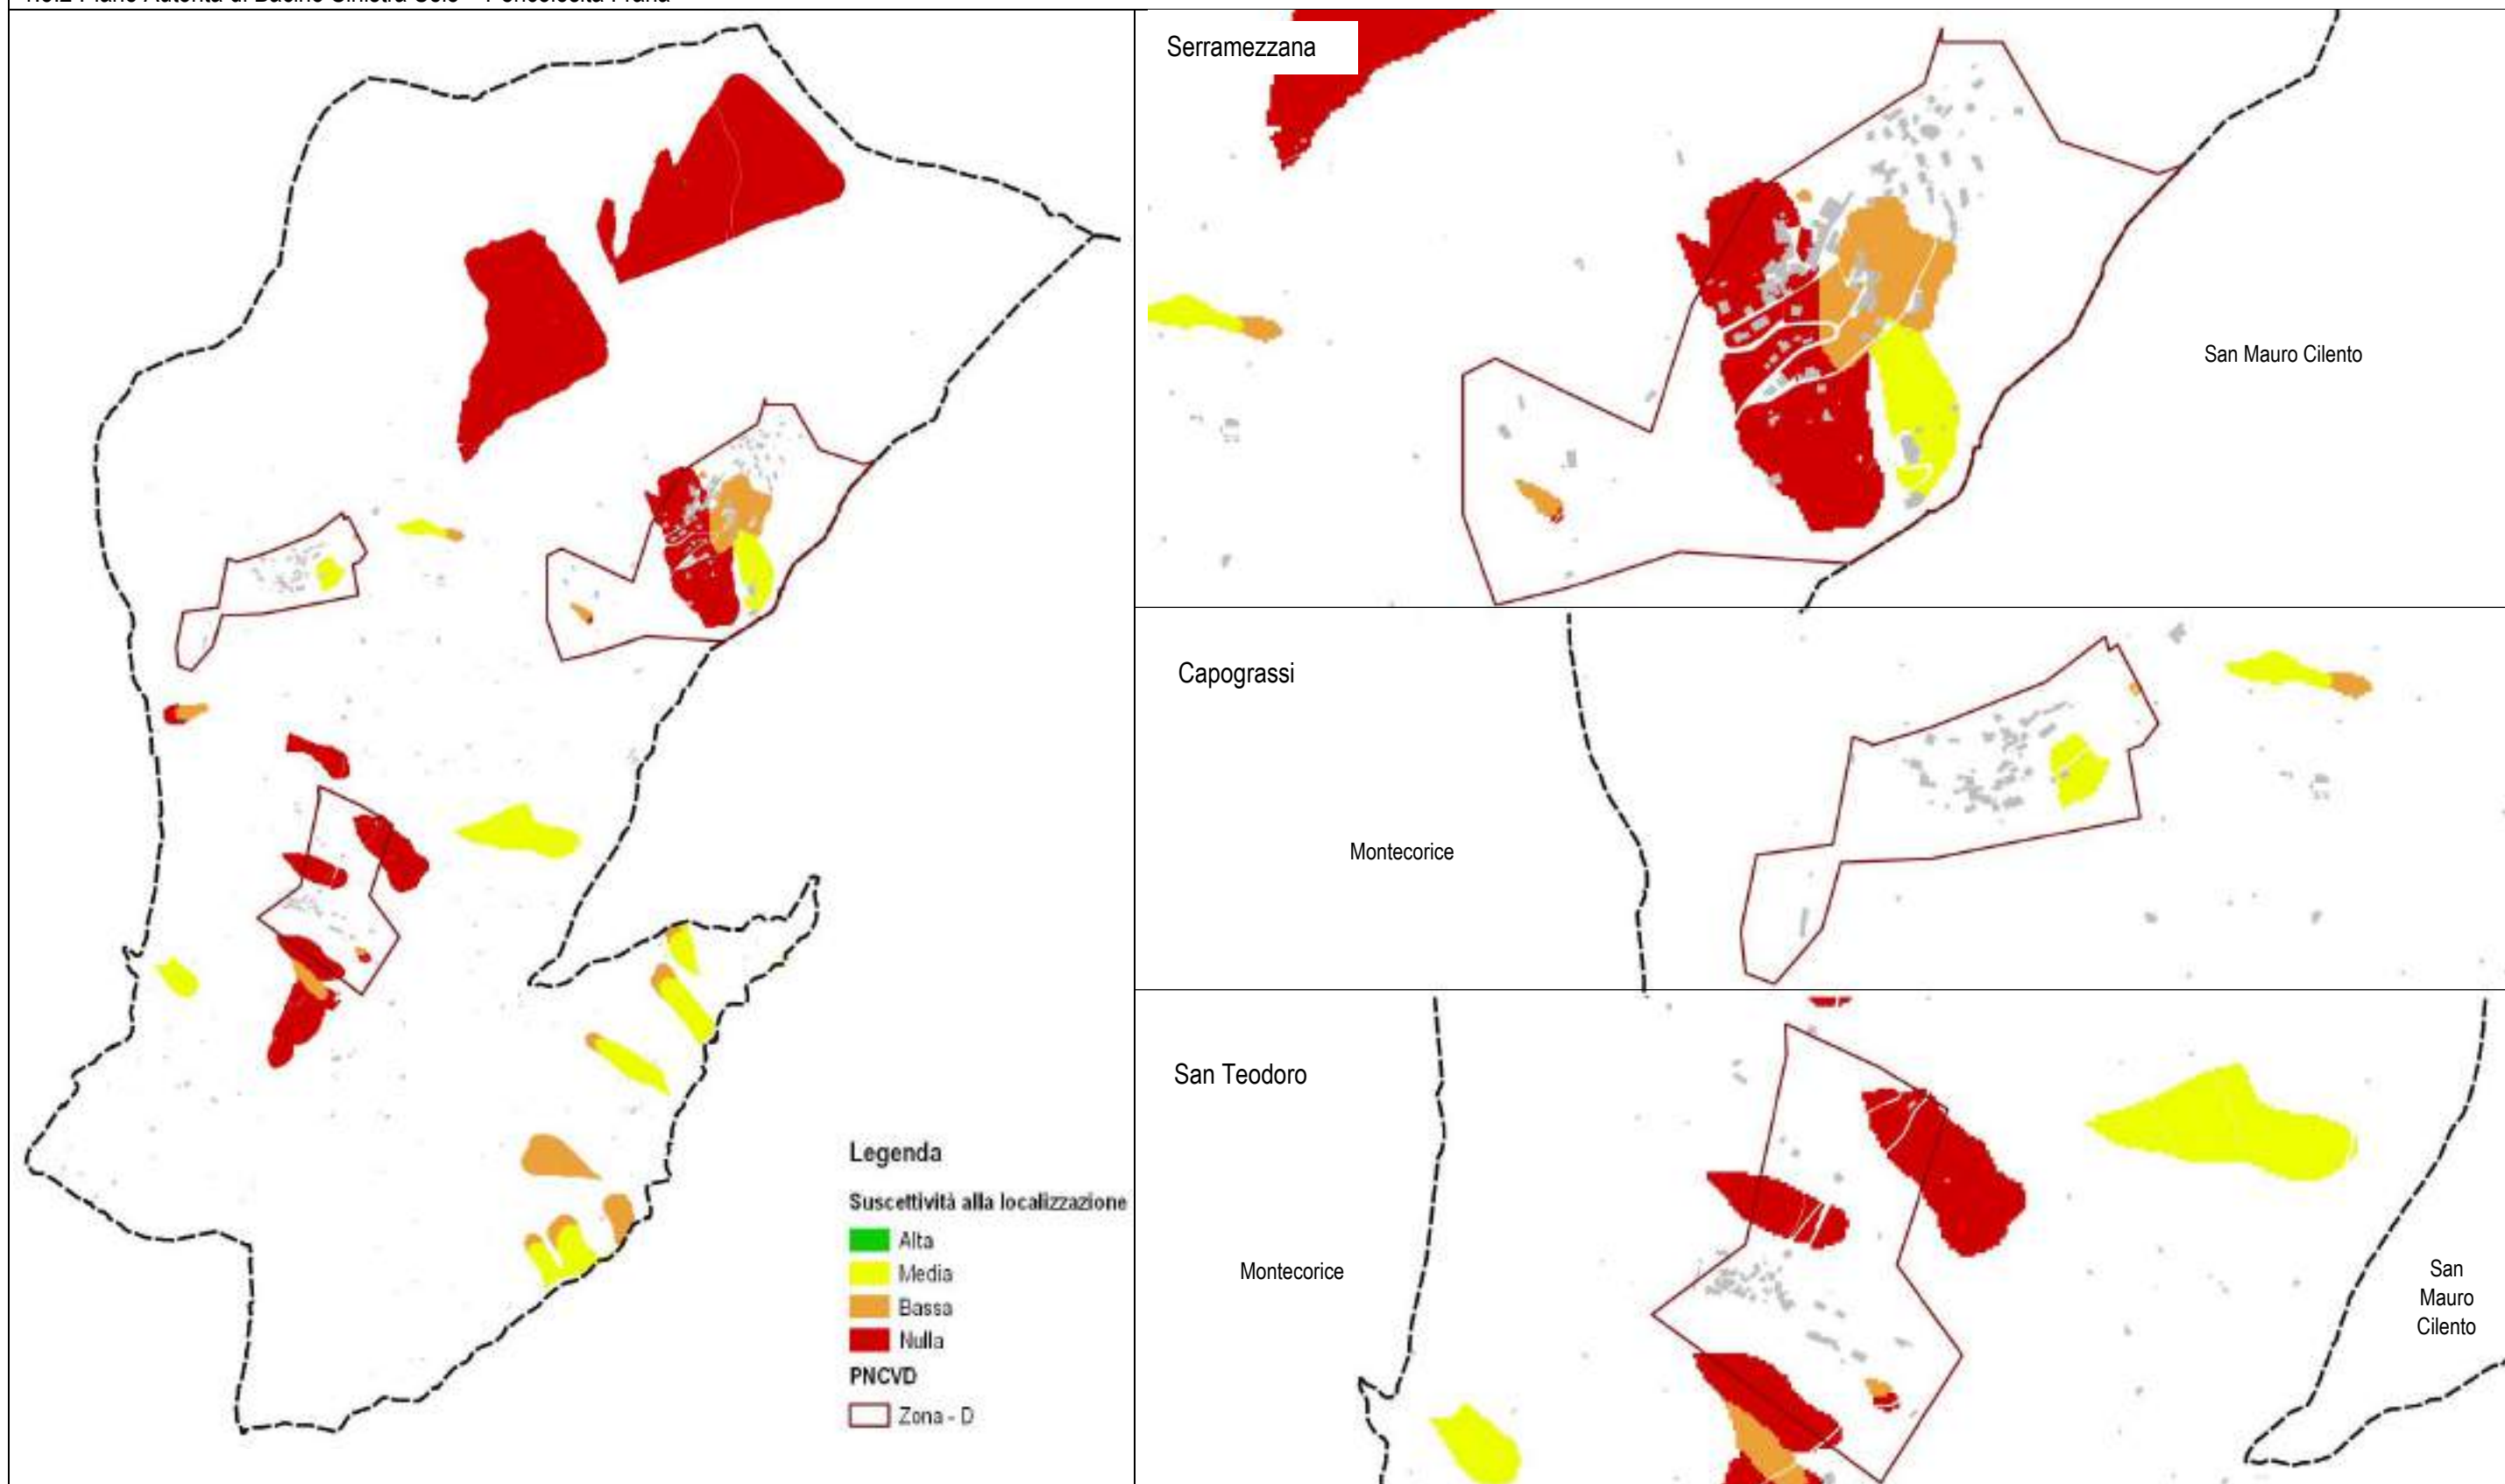 Serramezzana
San Mauro Cilento
Capograssi
Montecorice
San Teodoro
Montecorice
San
Mauro
Cilento
Legenda
Suscettività alla localizzazione
Alta
Media
Bassa
Nulla
PNCVD
Zona - D